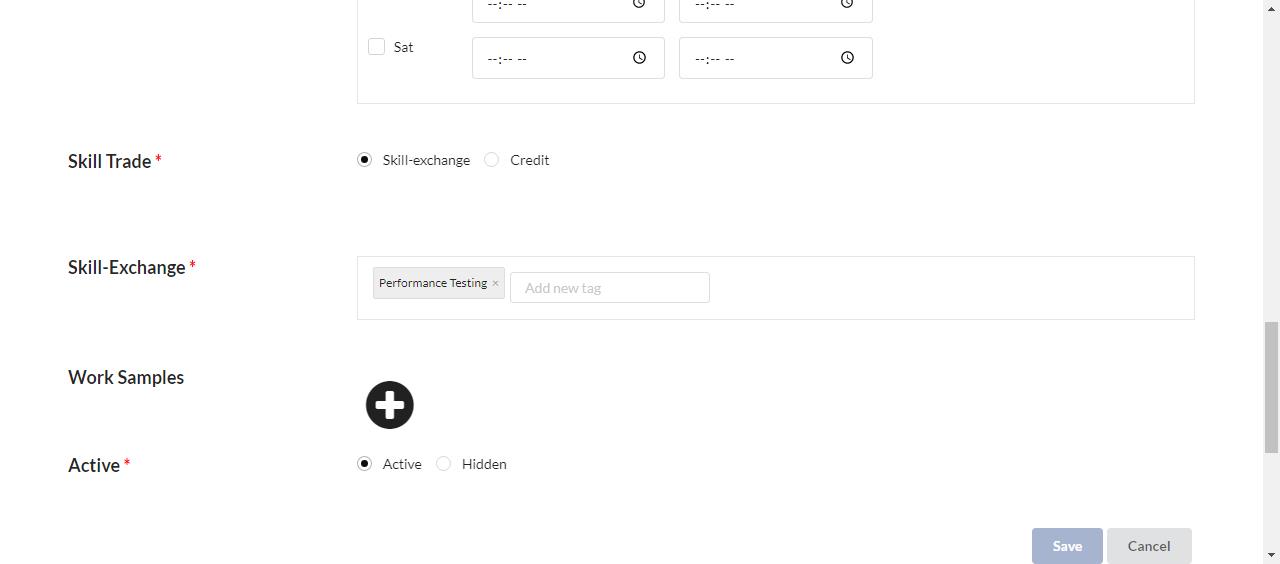 --:-- -- --:-- --
Sat --:-- -- --:-- --
Skill Trade * Skill-exchange Credit
Skill-Exchange * Performance Testing × Add new tag
Work Samples
Active * Active Hidden
Save Cancel